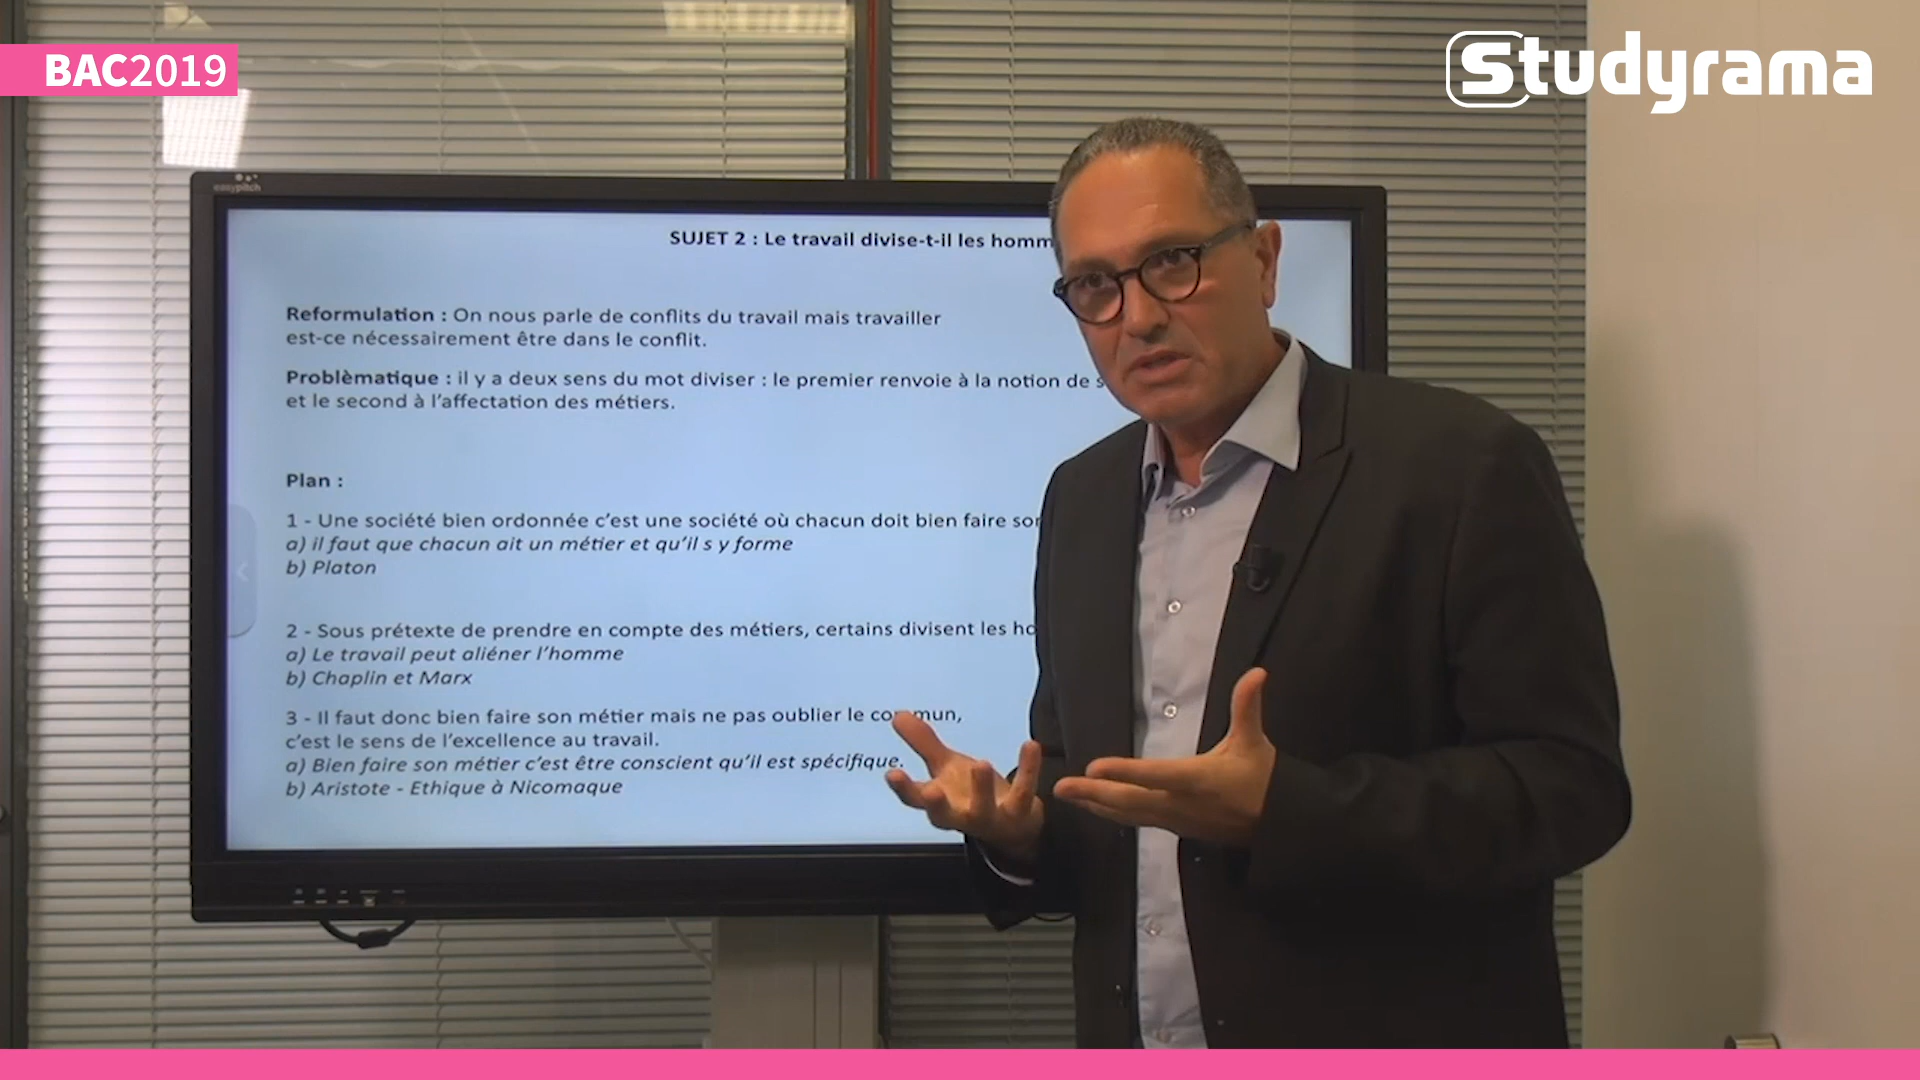 BAC2019
Studyrama
easypitch
SUJET 2 : Le travail divise-t-il les
Reformulation : On nous parle de conflits du travail mais travailler
est-ce nécessairement être dans le conflit.
Problèmatique : il y a deux sens du mot diviser : le premier renvoie à la notion de
et le second à l’affectation des métiers.
Plan :
1 - Une société bien ordonnée c’est une société où chacun doit bien faire
a) il faut que chacun ait un métier et qu’il s y forme
b) Platon
2 - Sous prétexte de prendre en compte des métiers, certains divisent les
a) Le travail peut aliéner l’homme
b) Chaplin et Marx
3 - Il faut donc bien faire son métier mais ne pas oublier le commun,
c’est le sens de l’excellence au travail.
a) Bien faire son métier c’est être conscient qu’il est spécifique.
b) Aristote - Ethique à Nicomaque